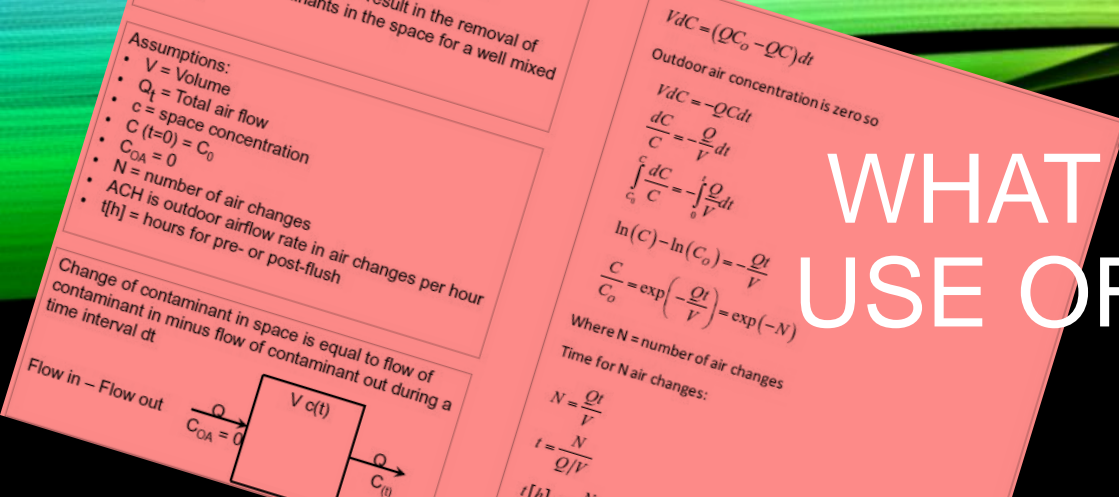 result in the removal of
in the space for a well mixed
Assumptions:
• V = Volume
• Qt = Total air flow
• c = space concentration
• C (t=0) = C0
• COA = 0
• N = number of air changes
• ACH is outdoor airflow rate in air changes per hour
• t[h] = hours for pre- or post-flush
Change of contaminant in space is equal to flow of
contaminant in minus flow of contaminant out during a
time interval dt
Flow in – Flow out
Q
COA = 0
V c(t)
Q
C(t)
VdC = (QCo − QC)dt
Outdoor air concentration is zero so
VdC = −QCdt
dC/C = −Q/V dt
∫Co^C dC/C = −∫0^t Q/V dt
ln(C) − ln(Co) = −Qt/V
C/Co = exp(−Qt/V) = exp(−N)
Where N = number of air changes
Time for N air changes:
N = Qt/V
t = N/Q/V
t[h]
WHAT
USE OF